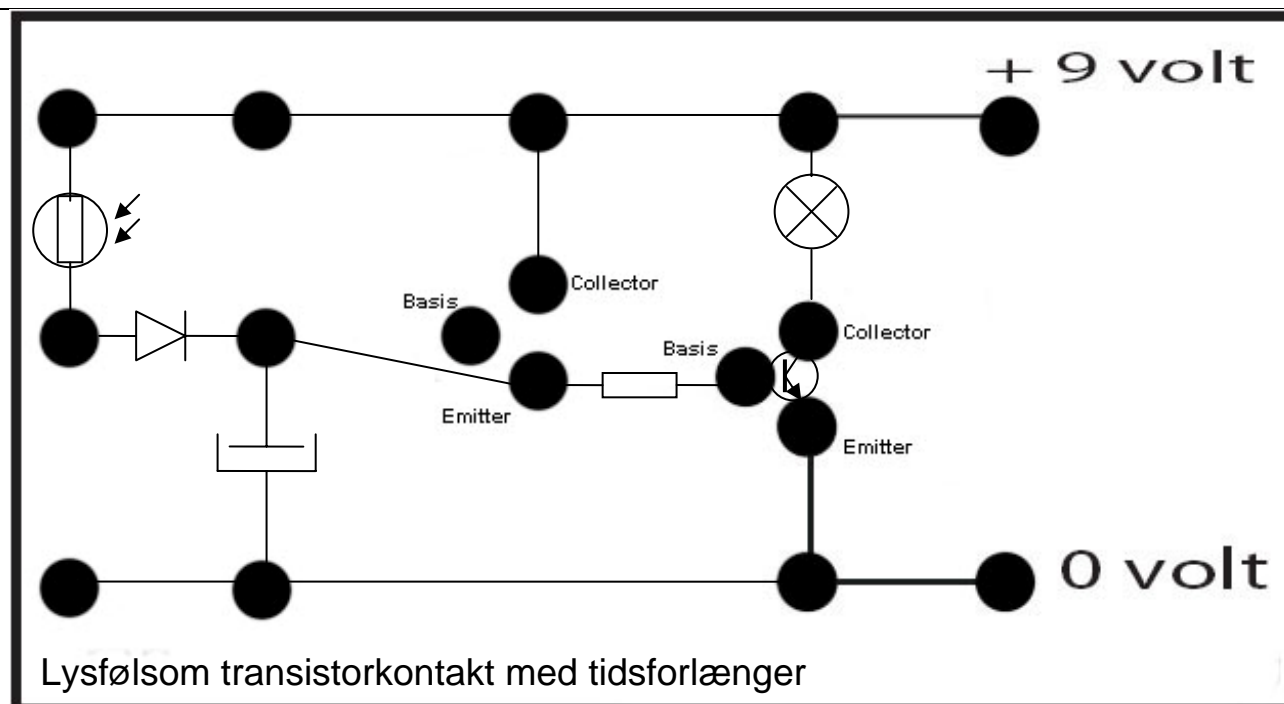 + 9 volt
Collector
Basis
Collector
Basis
Emitter
Emitter
0 volt
Lysfølsom transistorkontakt med tidsforlænger